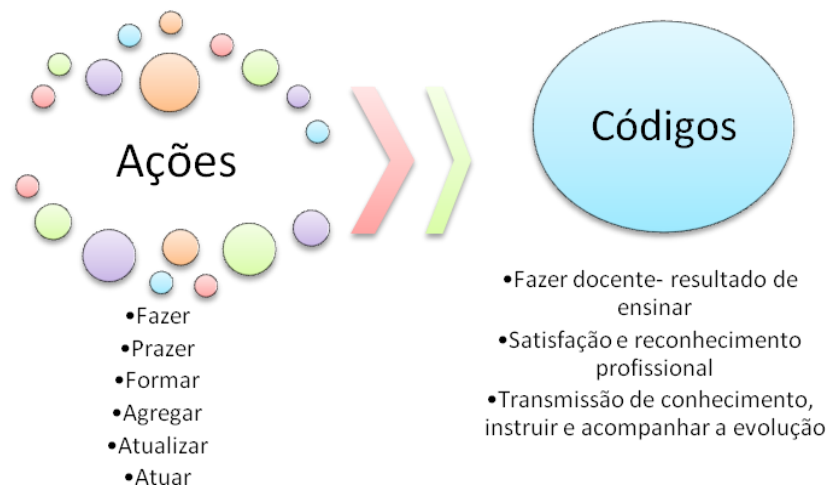 Ações
•Fazer
•Prazer
•Formar
•Agregar
•Atualizar
•Atuar
Códigos
•Fazer docente- resultado de
ensinar
•Satisfação e reconhecimento
profissional
•Transmissão de conhecimento,
instruir e acompanhar a evolução